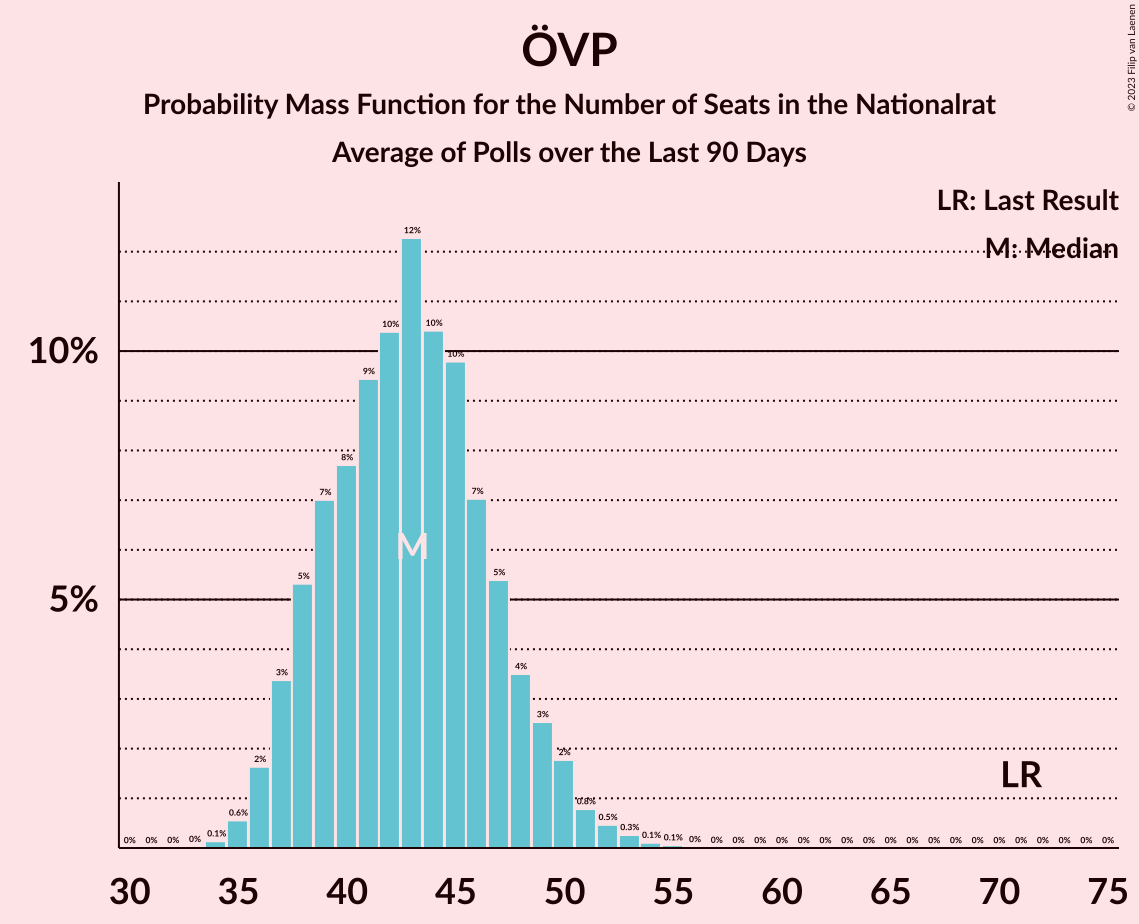 ÖVP
Probability Mass Function for the Number of Seats in the Nationalrat
Average of Polls over the Last 90 Days
© 2023 Filip van Laenen
LR: Last Result
M: Median
10%
5%
0% 0% 0% 0% 0.1% 0.6% 2% 3% 5% 7% 8% 9% 10% 12% 10% 10% 7% 5% 4% 3% 2% 0.8% 0.5% 0.3% 0.1% 0.1% 0% 0% 0% 0% 0% 0% 0% 0% 0% 0% 0% 0% 0% 0% 0% 0% 0% 0% 0% 0%
M
LR
30 35 40 45 50 55 60 65 70 75